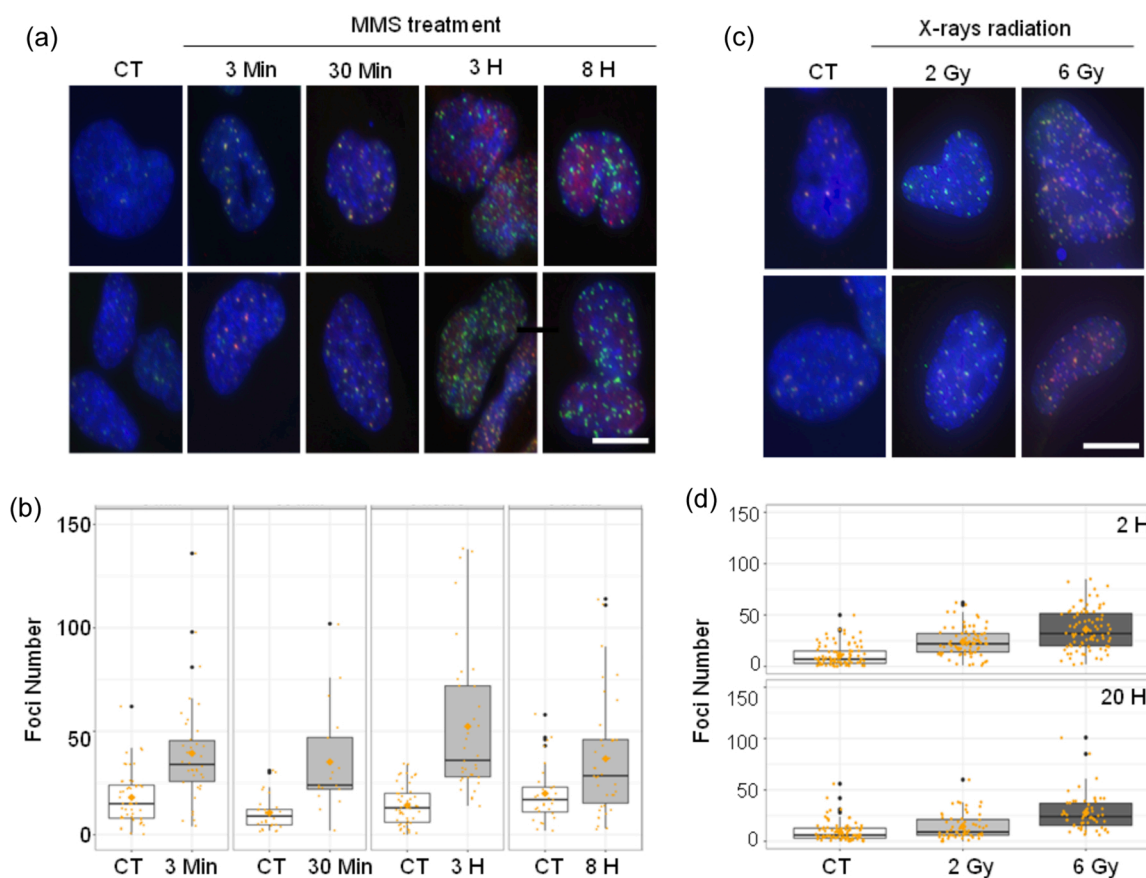 (a)
MMS treatment
CT 3 Min 30 Min 3 H 8 H
(c)
X-rays radiation
CT 2 Gy 6 Gy
(b)
Foci Number
150
100
50
0
CT 3 Min CT 30 Min CT 3 H CT 8 H
(d)
Foci Number
150
100
50
0
2 H
150
100
50
0
20 H
CT 2 Gy 6 Gy